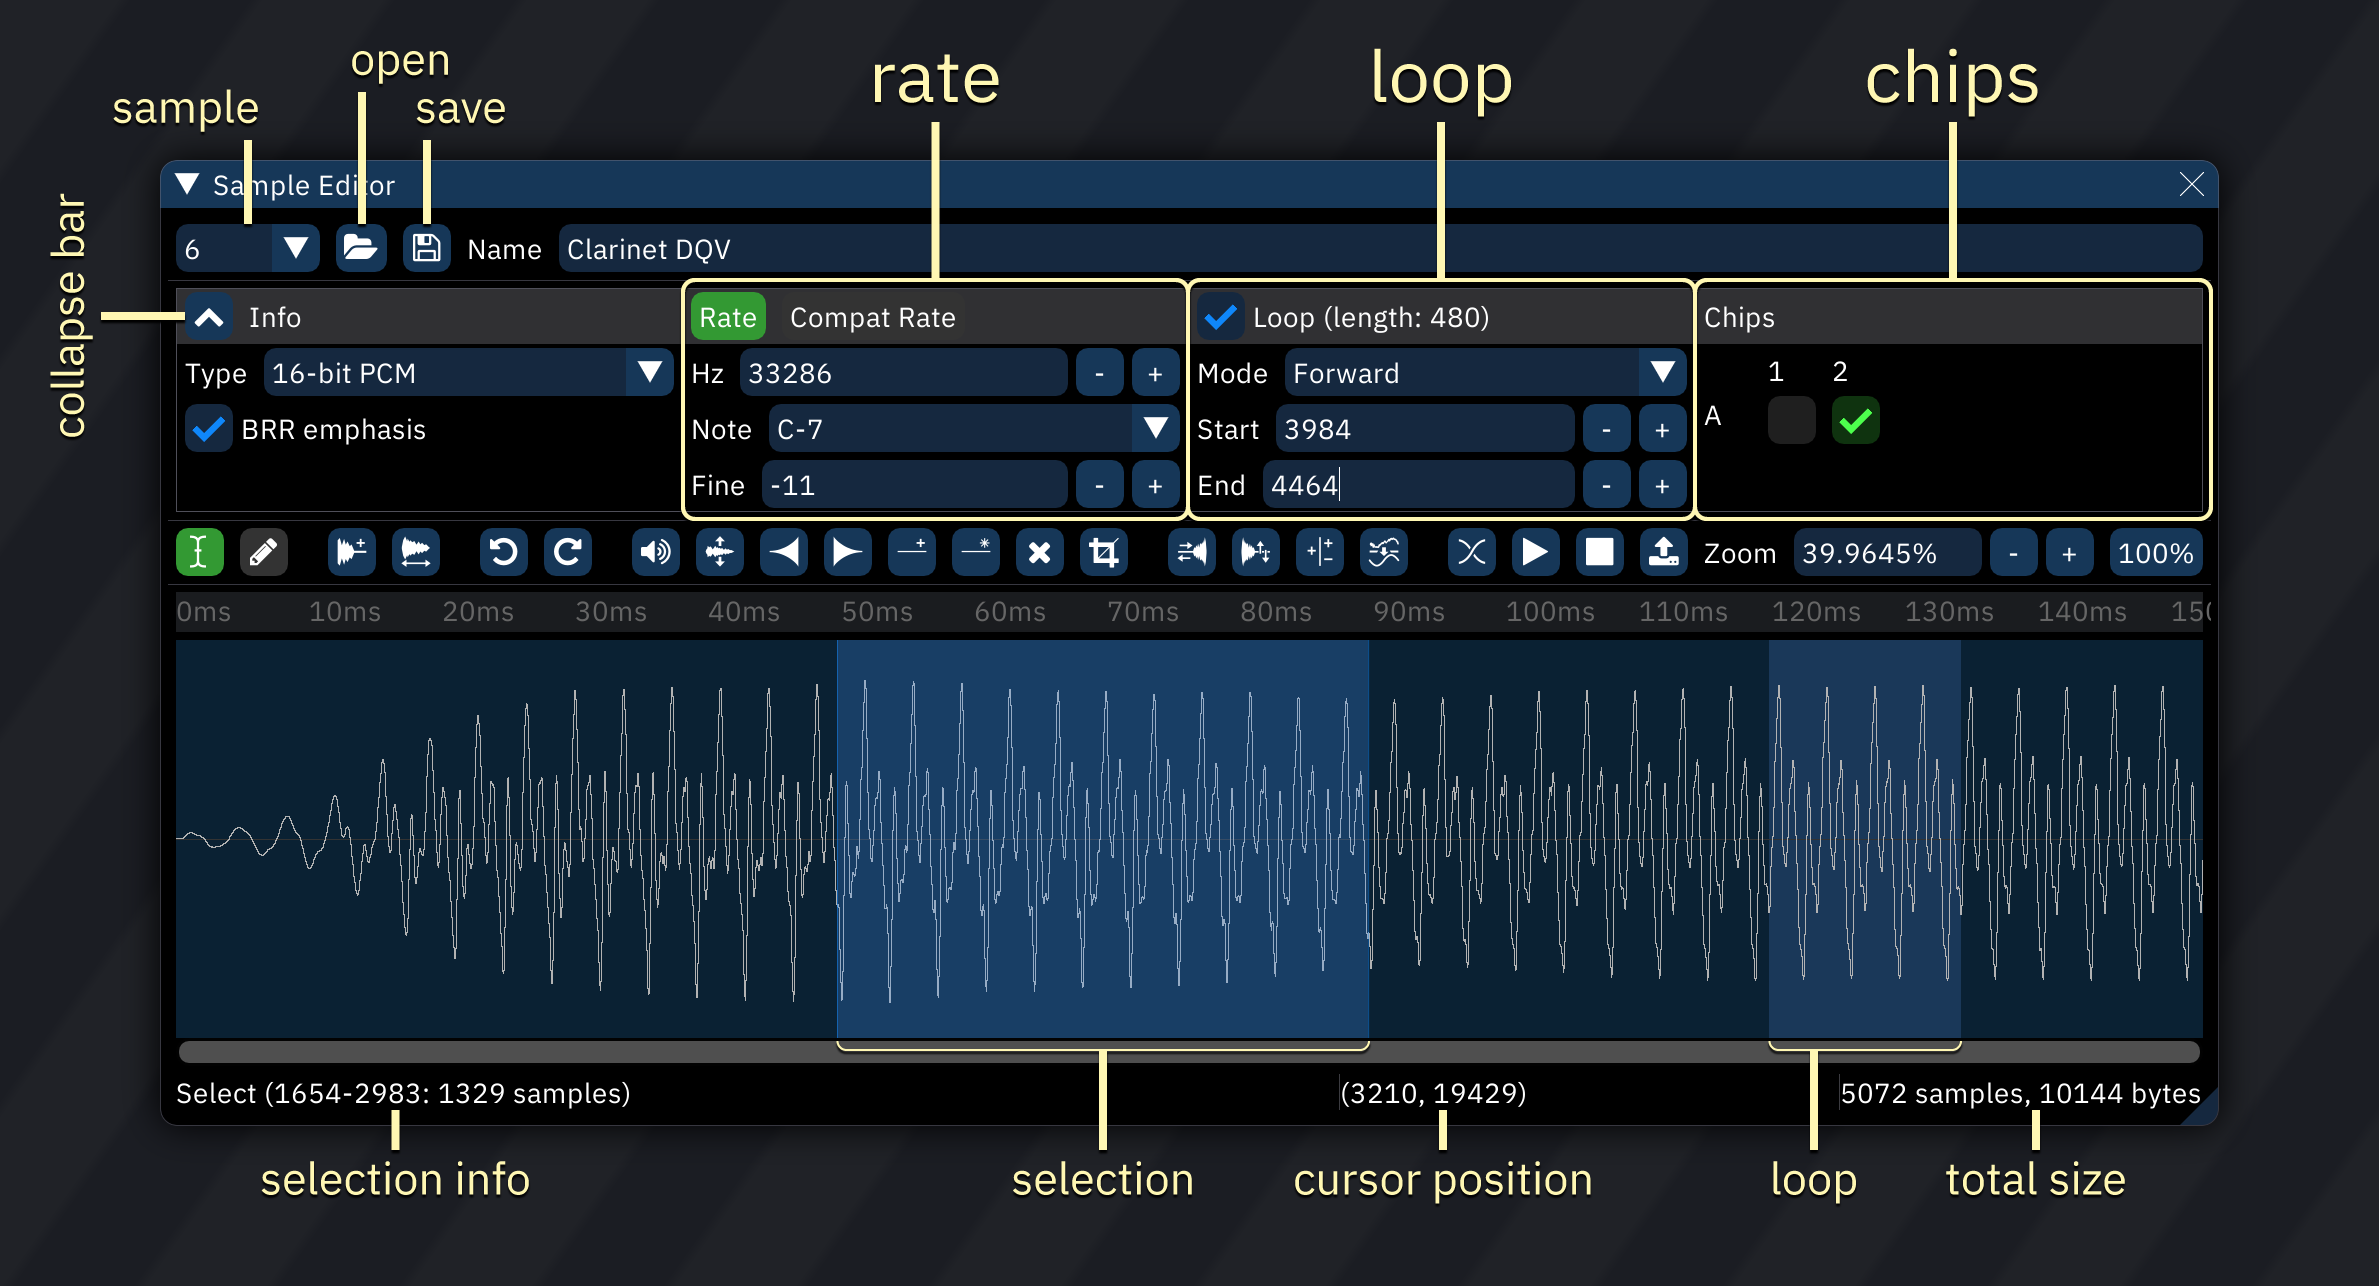 open
sample
save
rate
loop
chips
collapse bar
Sample Editor
6
Name
Clarinet DQV
Info
Type
16-bit PCM
BRR emphasis
Rate
Compat Rate
Hz
33286
-
+
Note
C-7
Fine
-11
-
+
Loop (length: 480)
Mode
Forward
Start
3984
-
+
End
4464
-
+
Chips
1 2
A
Zoom
39.9645%
-
+
100%
0ms 10ms 20ms 30ms 40ms 50ms 60ms 70ms 80ms 90ms 100ms 110ms 120ms 130ms 140ms 150
Select (1654-2983: 1329 samples)
(3210, 19429)
5072 samples, 10144 bytes
selection info
selection
cursor position
loop
total size